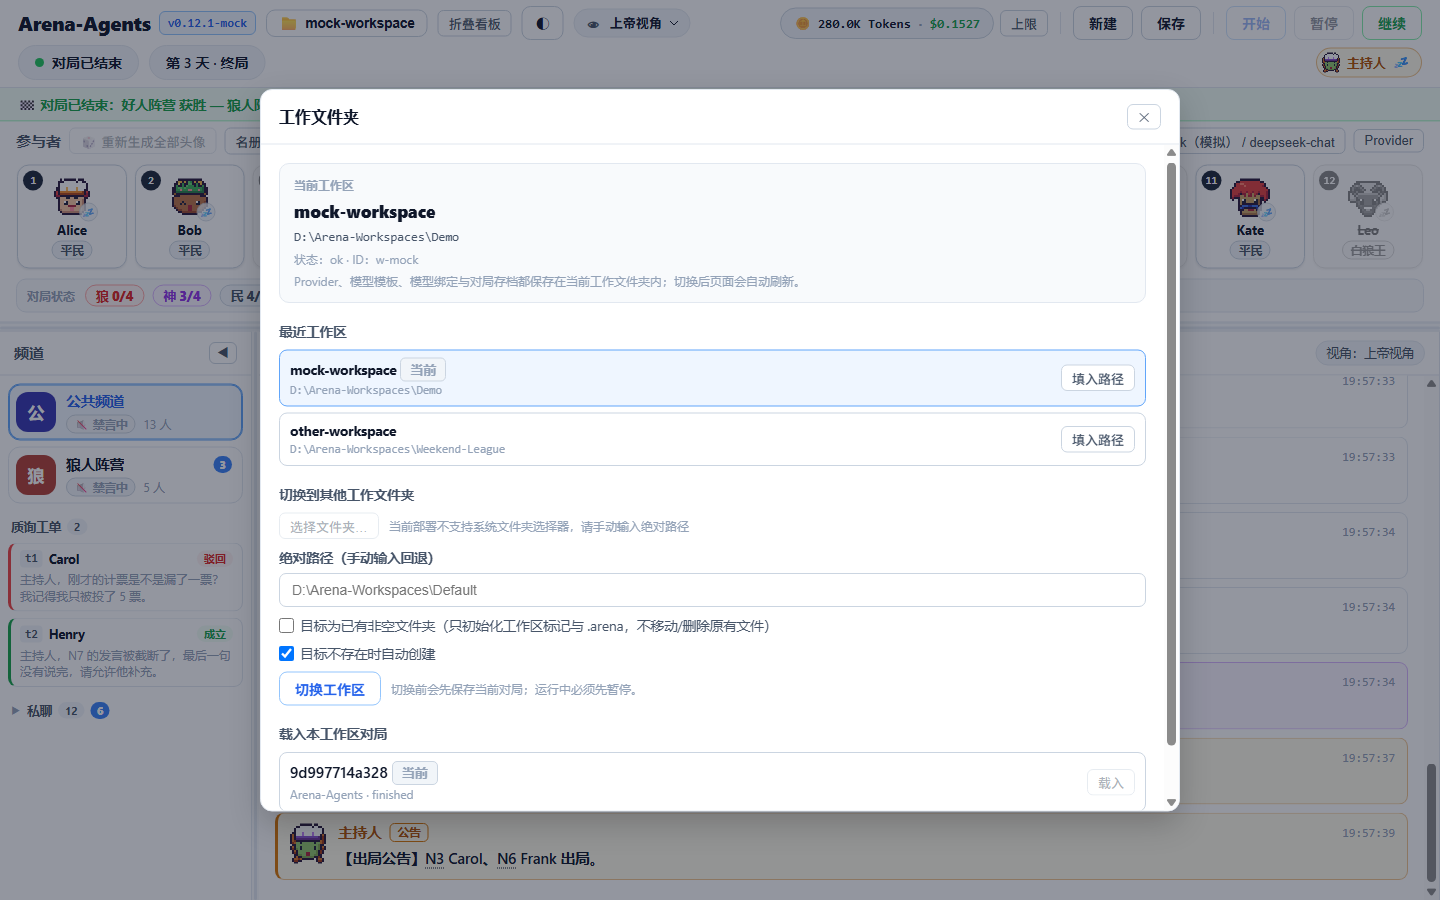 Arena-Agents v0.12.1-mock mock-workspace 折叠看板 上帝视角 280.0K Tokens · $0.1527 上限 新建 保存 开始 暂停 继续
对局已结束 第 3 天 · 终局 主持人
对局已结束：好人阵营 获胜 — 狼人阵
参与者 重新生成全部头像 名册 k（模拟） / deepseek-chat Provider
1 Alice 平民
2 Bob 平民
11 Kate 平民
12 Leo 白狼王
对局状态 狼 0/4 神 3/4 民 4/
频道
公 公共频道
禁言中 13 人
狼 狼人阵营 3
禁言中 5 人
质询工单 2
t1 Carol 驳回
主持人，刚才的计票是不是漏了一票？
我记得我只被投了 5 票。
t2 Henry 成立
主持人，N7 的发言被截断了，最后一句
没有说完，请允许他补充。
私聊 12 6
工作文件夹
当前工作区
mock-workspace
D:\Arena-Workspaces\Demo
状态：ok · ID：w-mock
Provider、模型模板、模型绑定与对局存档都保存在当前工作文件夹内；切换后页面会自动刷新。
最近工作区
mock-workspace 当前
D:\Arena-Workspaces\Demo
填入路径
other-workspace
D:\Arena-Workspaces\Weekend-League
填入路径
切换到其他工作文件夹
选择文件夹... 当前部署不支持系统文件夹选择器，请手动输入绝对路径
绝对路径（手动输入回退）
D:\Arena-Workspaces\Default
目标为已有非空文件夹（只初始化工作区标记与 .arena，不移动/删除原有文件）
目标不存在时自动创建
切换工作区 切换前会先保存当前对局；运行中必须先暂停。
载入本工作区对局
9d997714a328 当前
Arena-Agents · finished
载入
视角：上帝视角
19:57:33
19:57:33
19:57:34
19:57:34
19:57:34
19:57:37
主持人 公告 19:57:39
【出局公告】N3 Carol、N6 Frank 出局。